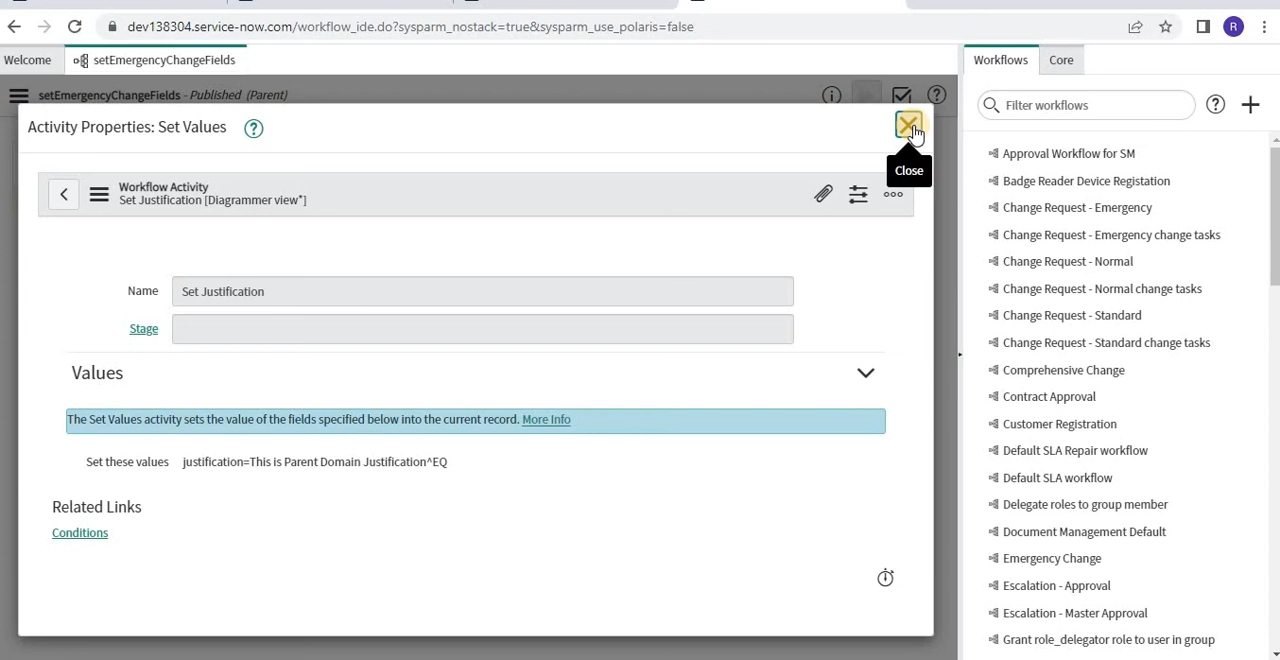 dev138304.service-now.com/workflow_ide.do?sysparm_nostack=true&sysparm_use_polaris=false
R
Welcome
setEmergencyChangeFields
Workflows
Core
setEmergencyChangeFields - Published (Parent)
Filter workflows
Activity Properties: Set Values
Close
Workflow Activity
Set Justification [Diagrammer view*]
Name
Set Justification
Stage
Values
The Set Values activity sets the value of the fields specified below into the current record. More Info
Set these values justification=This is Parent Domain Justification^EQ
Related Links
Conditions
Approval Workflow for SM
Badge Reader Device Registation
Change Request - Emergency
Change Request - Emergency change tasks
Change Request - Normal
Change Request - Normal change tasks
Change Request - Standard
Change Request - Standard change tasks
Comprehensive Change
Contract Approval
Customer Registration
Default SLA Repair workflow
Default SLA workflow
Delegate roles to group member
Document Management Default
Emergency Change
Escalation - Approval
Escalation - Master Approval
Grant role_delegator role to user in group